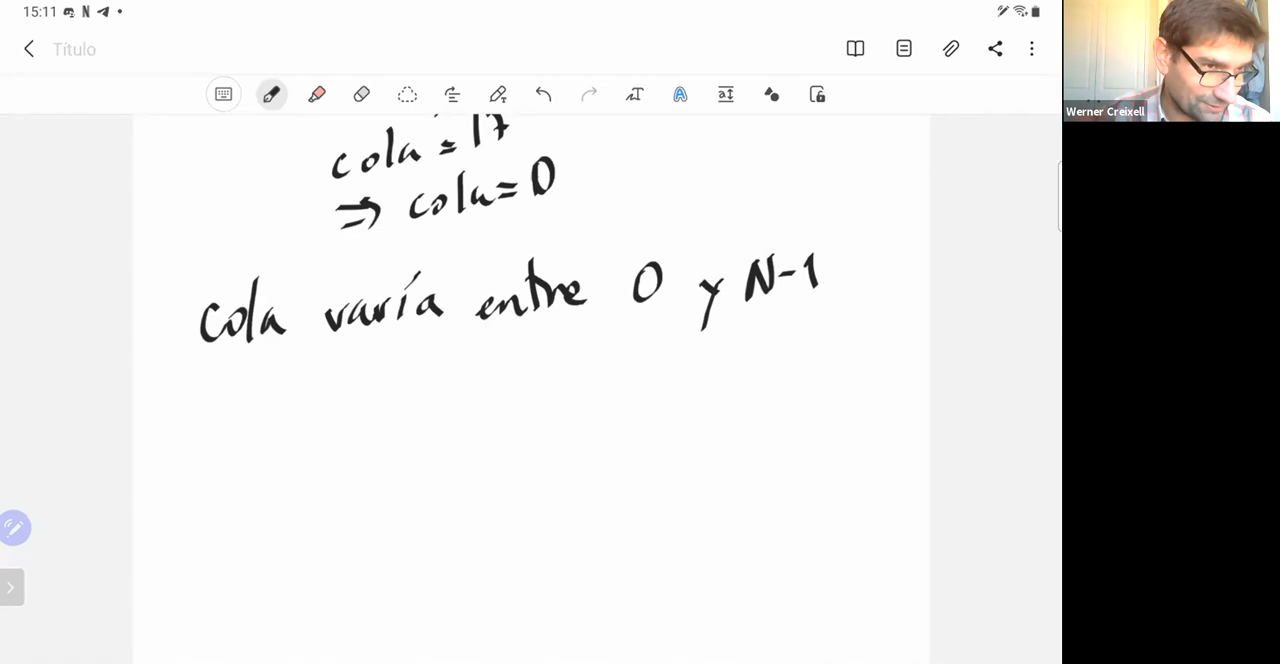 15:11
Título
cola = 17
⇒ cola = 0
cola varía entre 0 y N-1
Werner Creixell